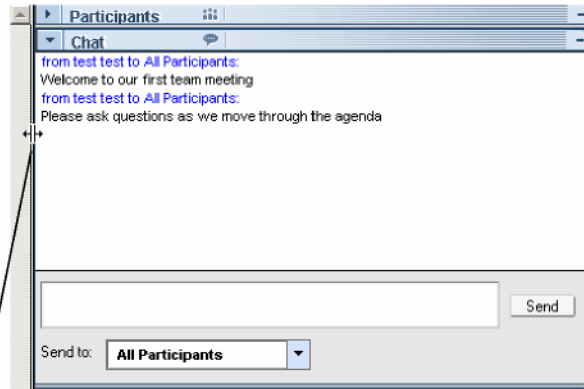 Participants
Chat
from test test to All Participants:
Welcome to our first team meeting
from test test to All Participants:
Please ask questions as we move through the agenda
Send
Send to: All Participants